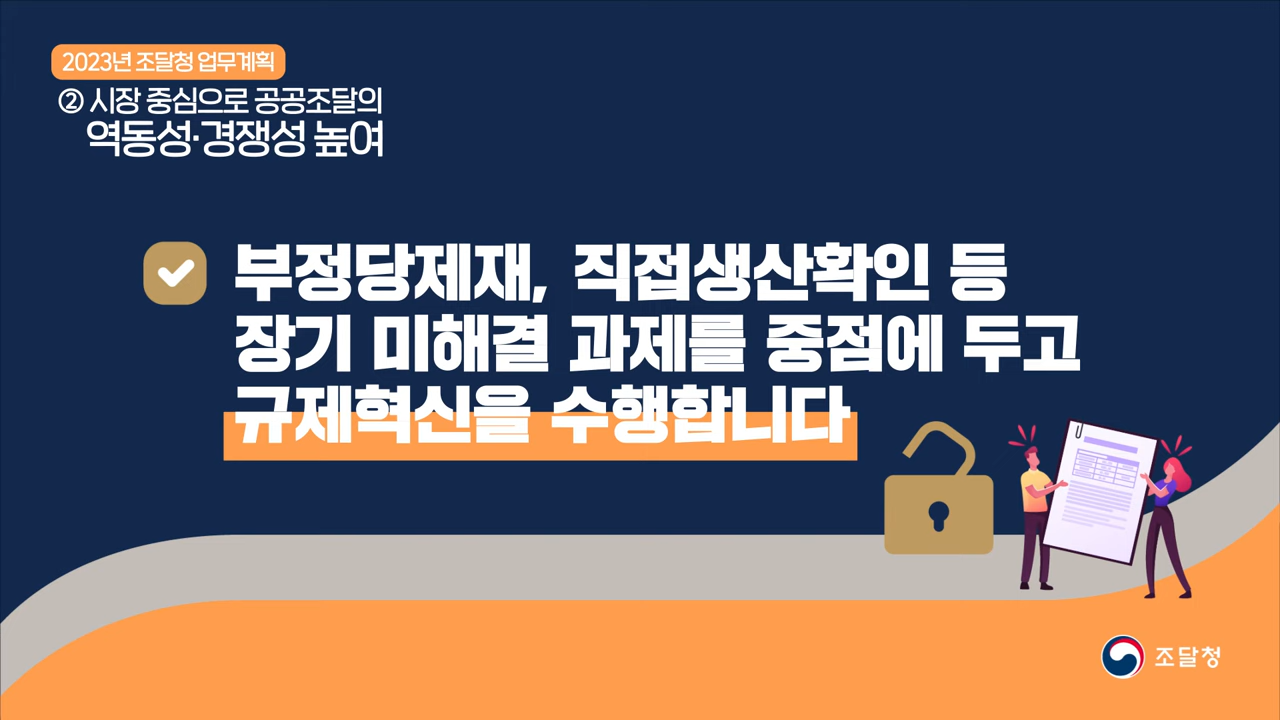 2023년 조달청 업무계획
② 시장 중심으로 공공조달의
역동성·경쟁성 높여
부정당제재, 직접생산확인 등
장기 미해결 과제를 중점에 두고
규제혁신을 수행합니다
조달청